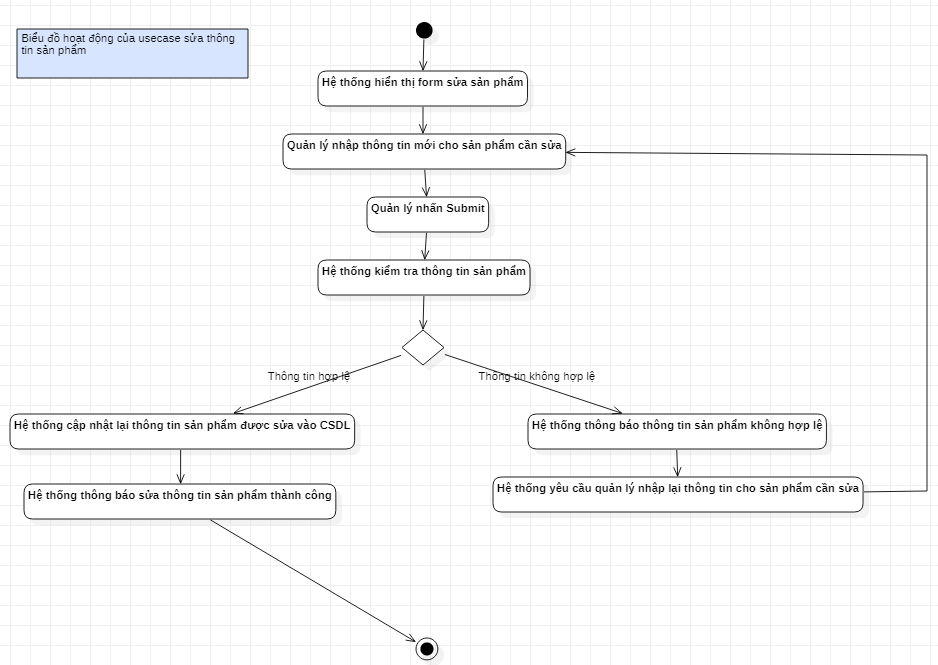 Biểu đồ hoạt động của usecase sửa thông
tin sản phẩm
Hệ thống hiển thị form sửa sản phẩm
Quản lý nhập thông tin mới cho sản phẩm cần sửa
Quản lý nhấn Submit
Hệ thống kiểm tra thông tin sản phẩm
Thông tin hợp lệ
Thông tin không hợp lệ
Hệ thống cập nhật lại thông tin sản phẩm được sửa vào CSDL
Hệ thống thông báo thông tin sản phẩm không hợp lệ
Hệ thống thông báo sửa thông tin sản phẩm thành công
Hệ thống yêu cầu quản lý nhập lại thông tin cho sản phẩm cần sửa